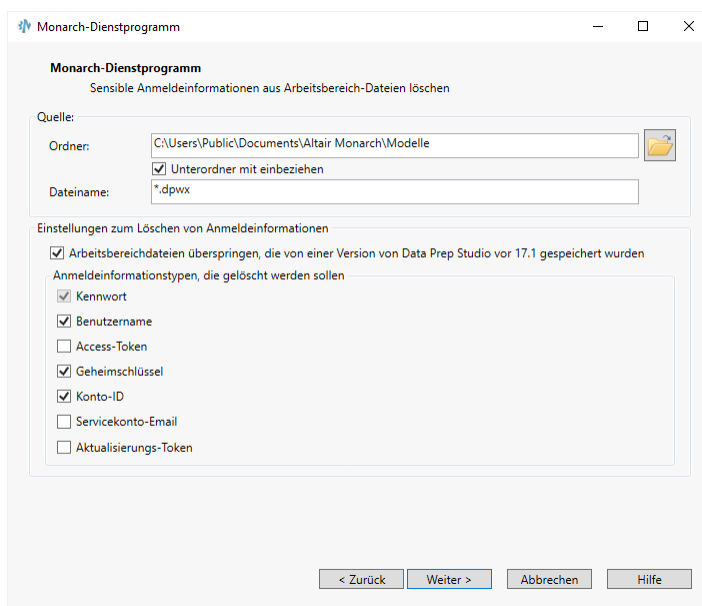 Monarch-Dienstprogramm
Monarch-Dienstprogramm
Sensible Anmeldeinformationen aus Arbeitsbereich-Dateien löschen
Quelle:
Ordner:
C:\Users\Public\Documents\Altair Monarch\Modelle
Unterordner mit einbeziehen
Dateiname:
*.dpwx
Einstellungen zum Löschen von Anmeldeinformationen
Arbeitsbereichdateien überspringen, die von einer Version von Data Prep Studio vor 17.1 gespeichert wurden
Anmeldeinformationstypen, die gelöscht werden sollen
Kennwort
Benutzername
Access-Token
Geheimschlüssel
Konto-ID
Servicekonto-Email
Aktualisierungs-Token
< Zurück
Weiter >
Abbrechen
Hilfe